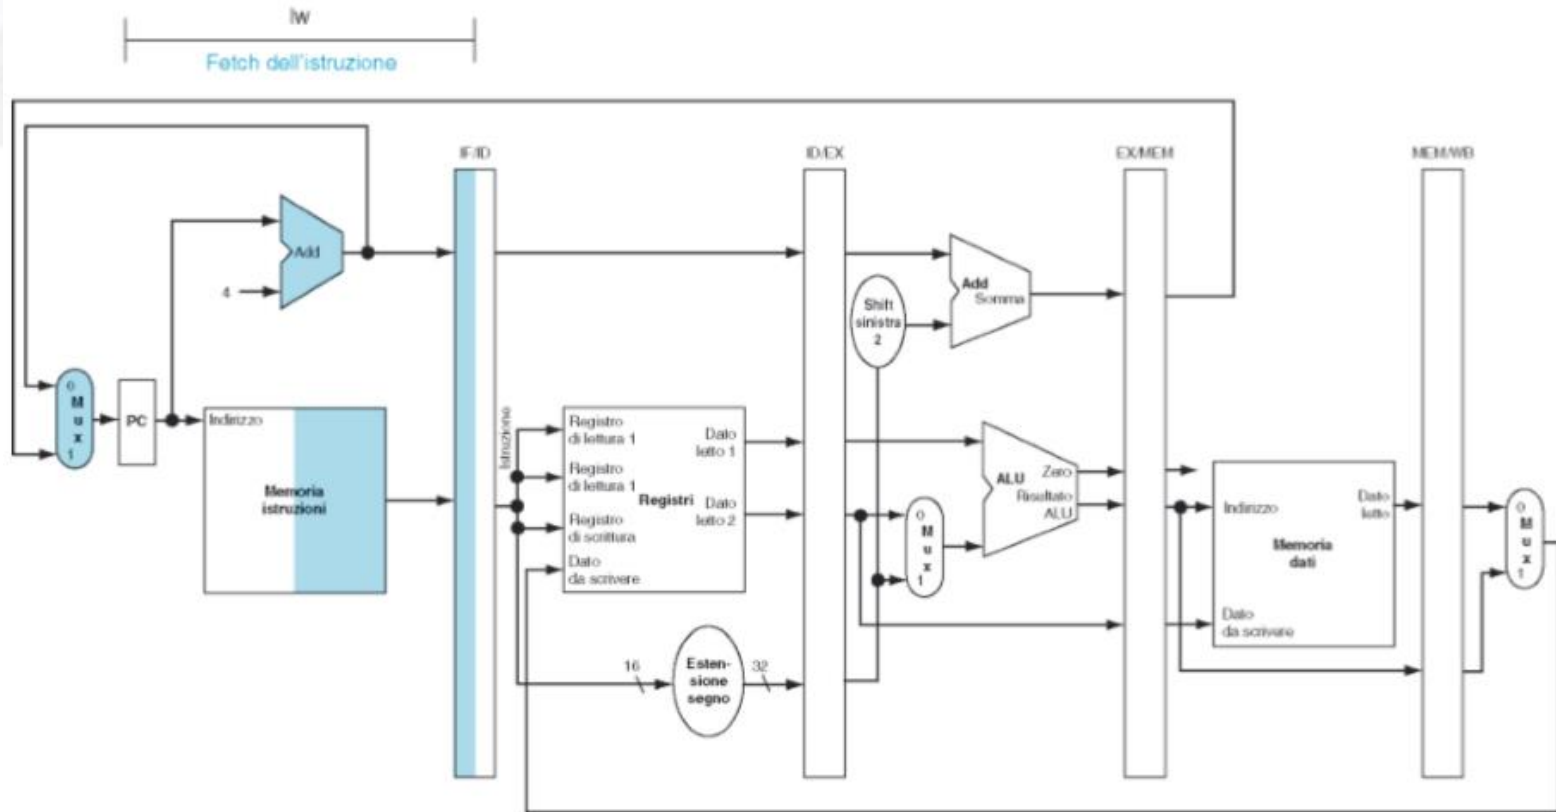 lw
Fetch dell'istruzione
IF/ID
ID/EX
EX/MEM
MEM/WB
Add
4
Add
Somma
Shift
sinistra
2
0
M
u
x
1
PC
Indirizzo
Memoria
istruzioni
Istruzione
Registro
di lettura 1
Registro
di lettura 1
Registro
di scrittura
Dato
da scrivere
Registri
Dato
letto 1
Dato
letto 2
16
Esten-
sione
segno
32
0
M
u
x
1
ALU
Zero
Risultato
ALU
Indirizzo
Dato
letto
Memoria
dati
Dato
da scrivere
0
M
u
x
1